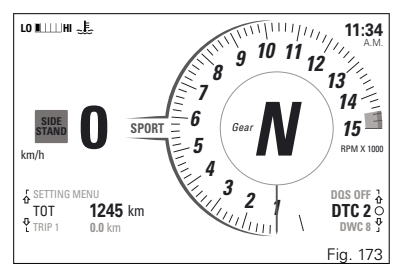 LO HI
11:34
A.M.
SIDE
STAND
0
km/h
SPORT
1
2
3
4
5
6
7
8
9
10
11
12
13
14
15
RPM X 1000
Gear
N
SETTING MENU
TOT 1245 km
TRIP 1 0.0 km
DQS OFF
DTC 2
DWC 8
Fig. 173